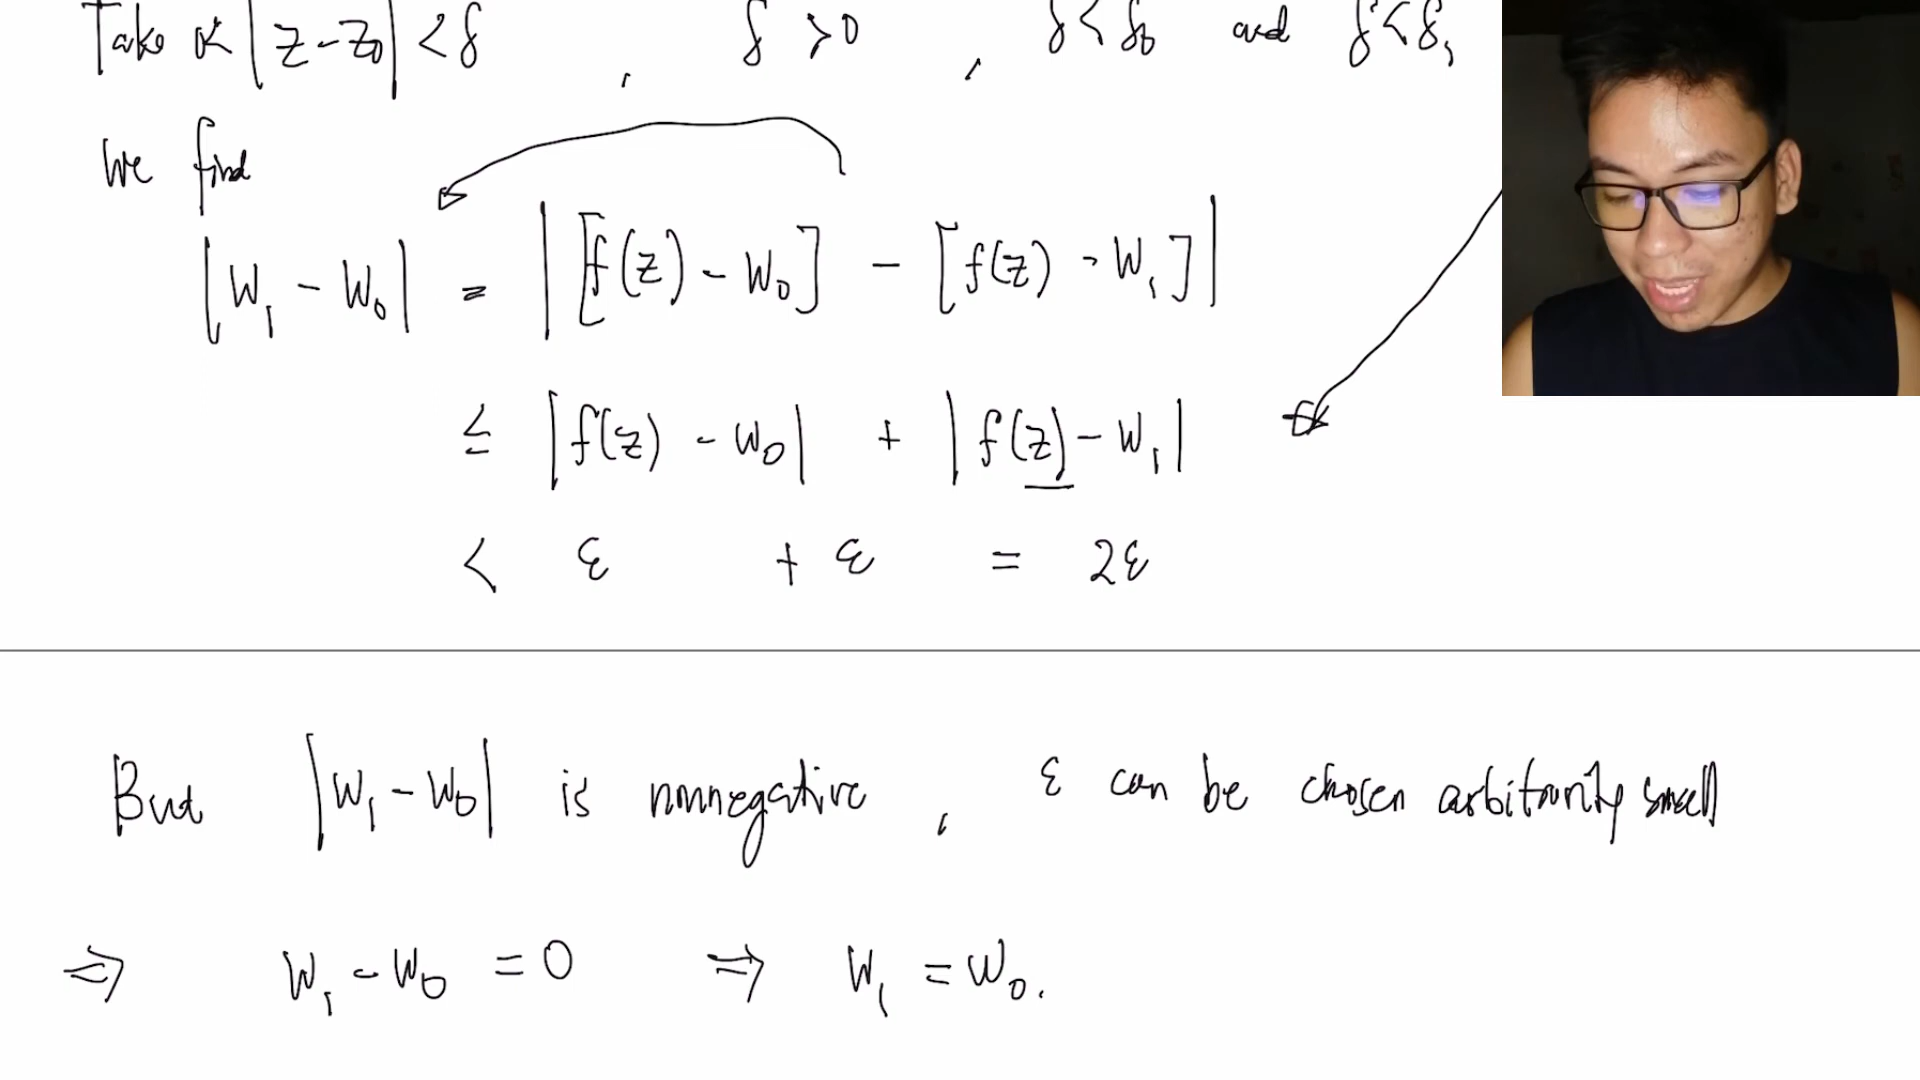 Take 0<|z-z₀|<δ , δ>0 , δ<δ₀ and δ<δ₁
We find
|W₁ - W₀| = |[f(z) - W₀] - [f(z) - W₁]|
≤ |f(z) - W₀| + |f(z) - W₁|
< ε + ε = 2ε
But |W₁ - W₀| is nonnegative , ε can be chosen arbitrarily small
⇒ W₁ - W₀ = 0 ⇒ W₁ = W₀.